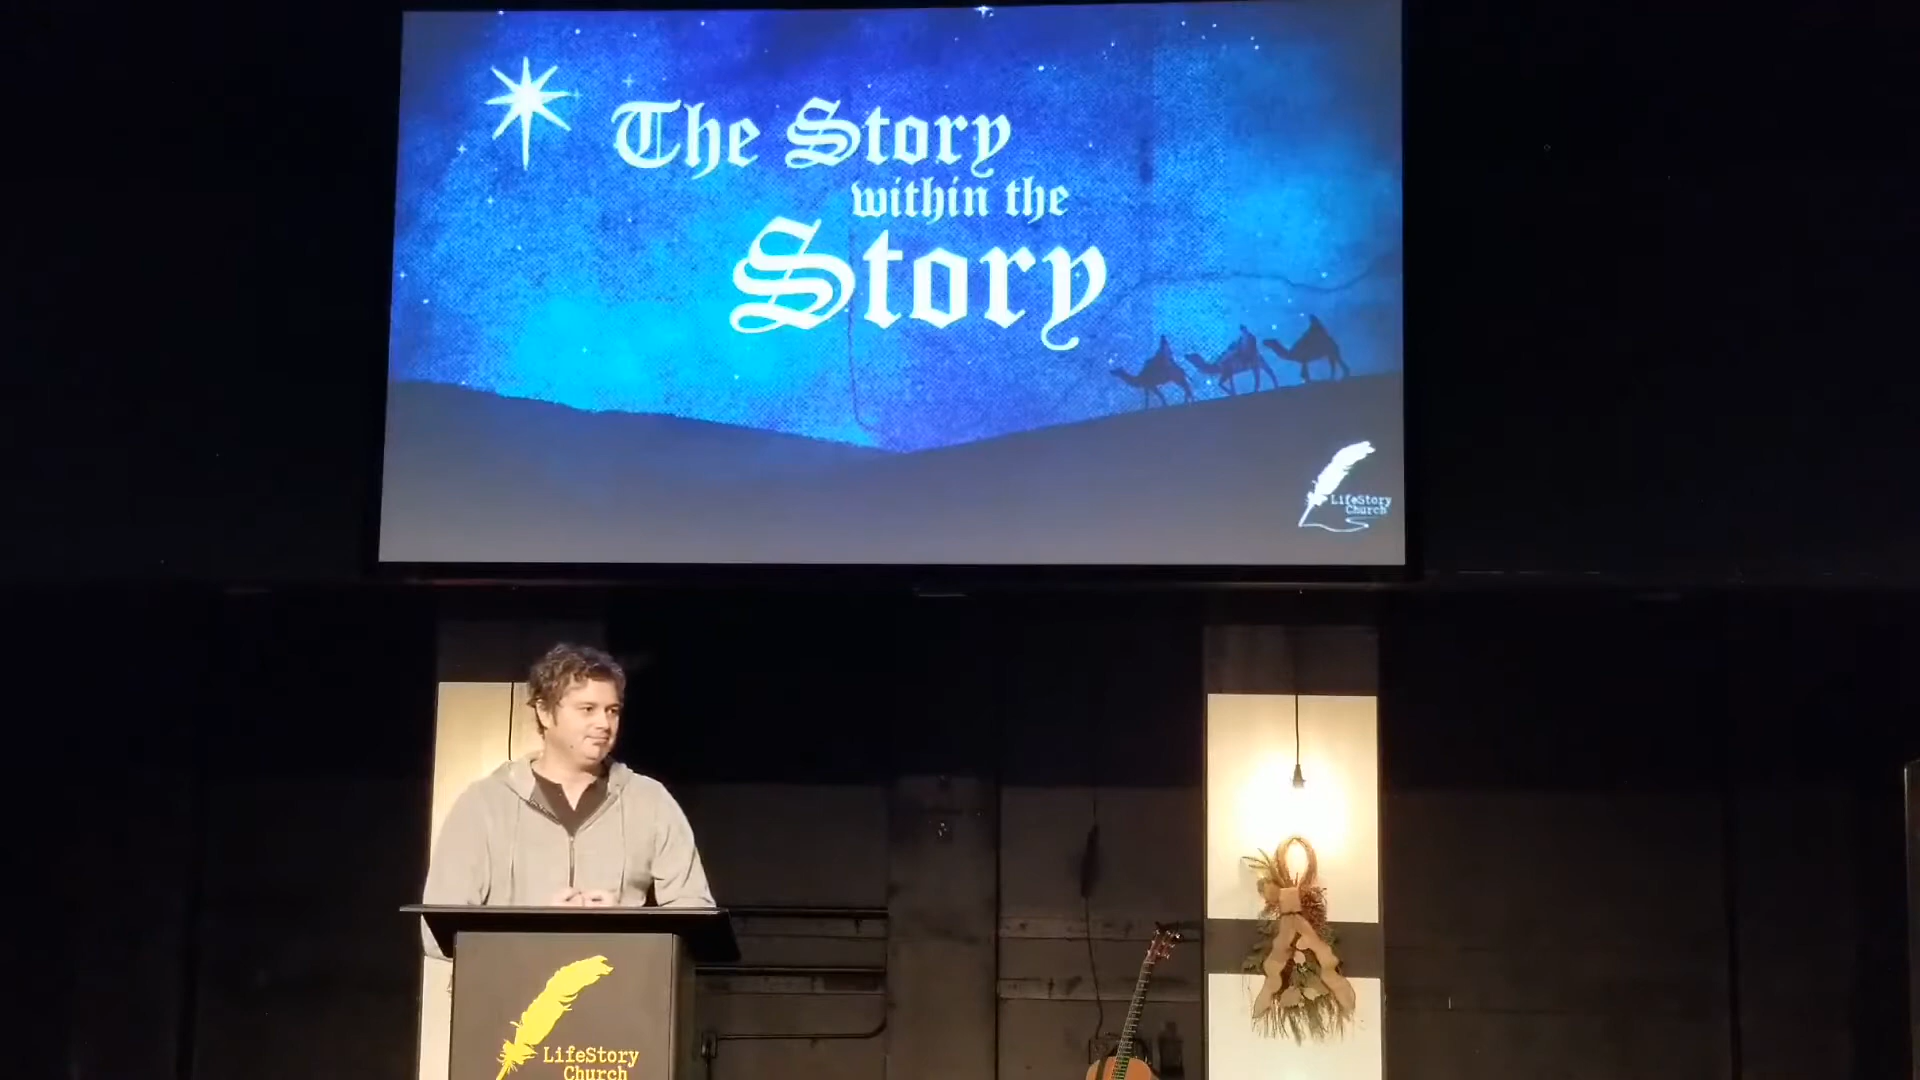 The Story
within the
Story
LifeStory
Church
LifeStory
Church